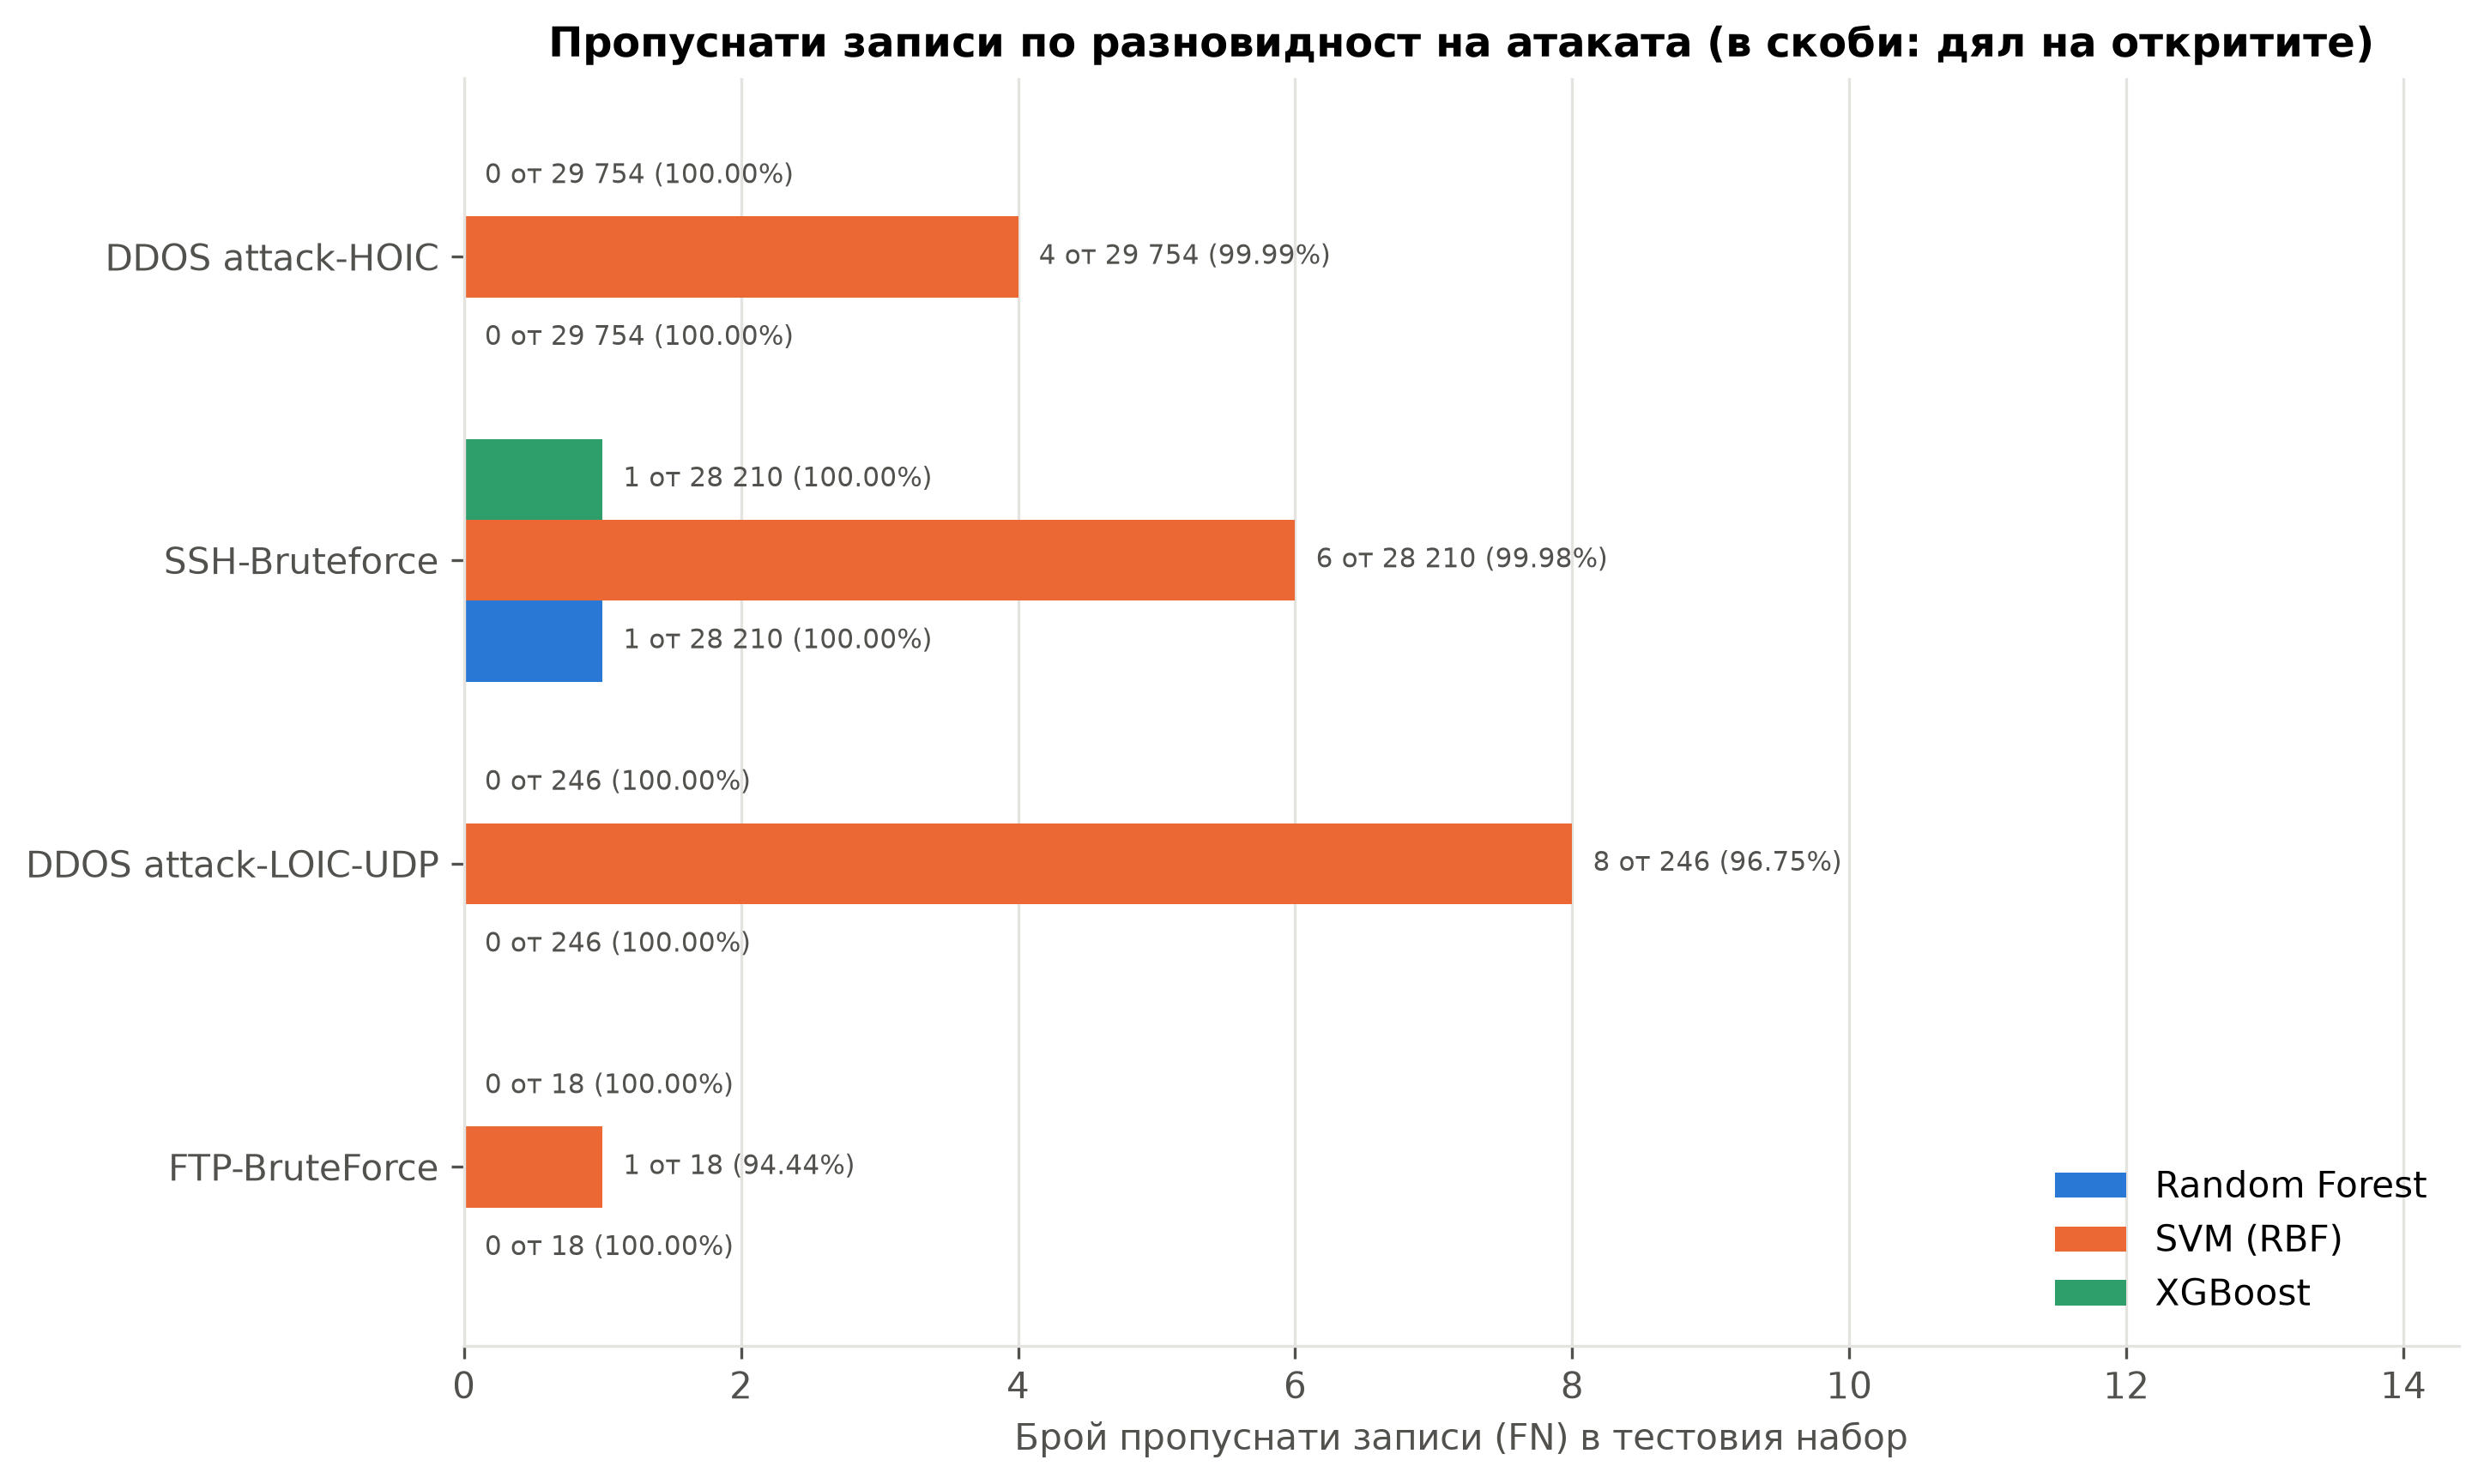 Пропуснати записи по разновидност на атаката (в скоби: дял на откритите)
0 от 29 754 (100.00%)
DDOS attack-HOIC
4 от 29 754 (99.99%)
0 от 29 754 (100.00%)
1 от 28 210 (100.00%)
SSH-Bruteforce
6 от 28 210 (99.98%)
1 от 28 210 (100.00%)
0 от 246 (100.00%)
DDOS attack-LOIC-UDP
8 от 246 (96.75%)
0 от 246 (100.00%)
0 от 18 (100.00%)
FTP-BruteForce
1 от 18 (94.44%)
0 от 18 (100.00%)
Random Forest
SVM (RBF)
XGBoost
0 2 4 6 8 10 12 14
Брой пропуснати записи (FN) в тестовия набор